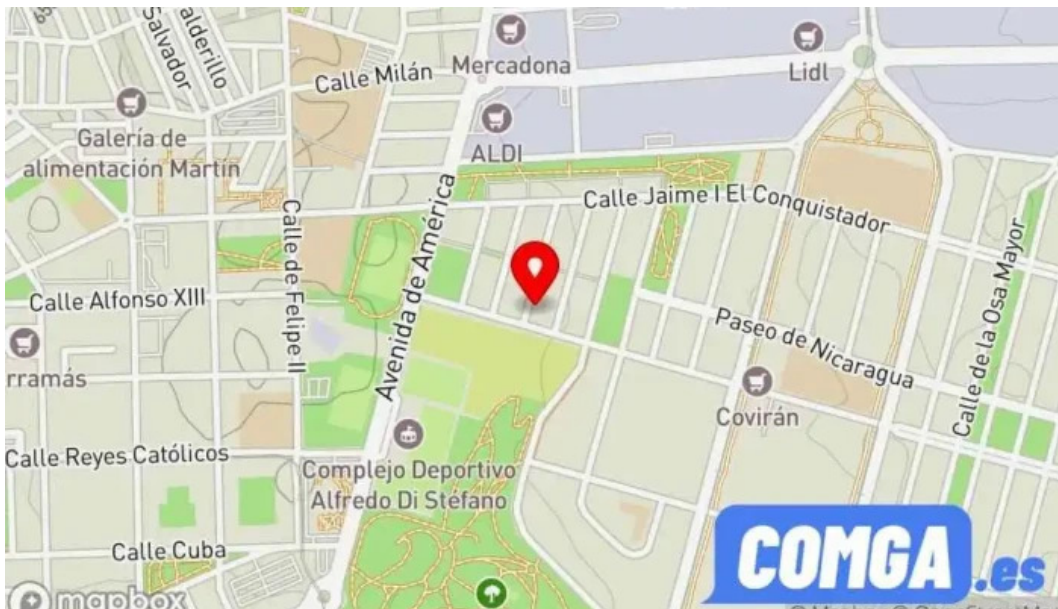 Salvador
alderillo
Calle Milán
Mercadona
Lidl
Galería de
alimentación Martín
ALDI
Calle Jaime I El Conquistador
Calle de Felipe II
Avenida de América
Calle Alfonso XIII
Calle de la Osa Mayor
Paseo de Nicaragua
rramás
Covirán
Calle Reyes Católicos
Complejo Deportivo
Alfredo Di Stéfano
Calle Cuba
COMGA.es
mapbox